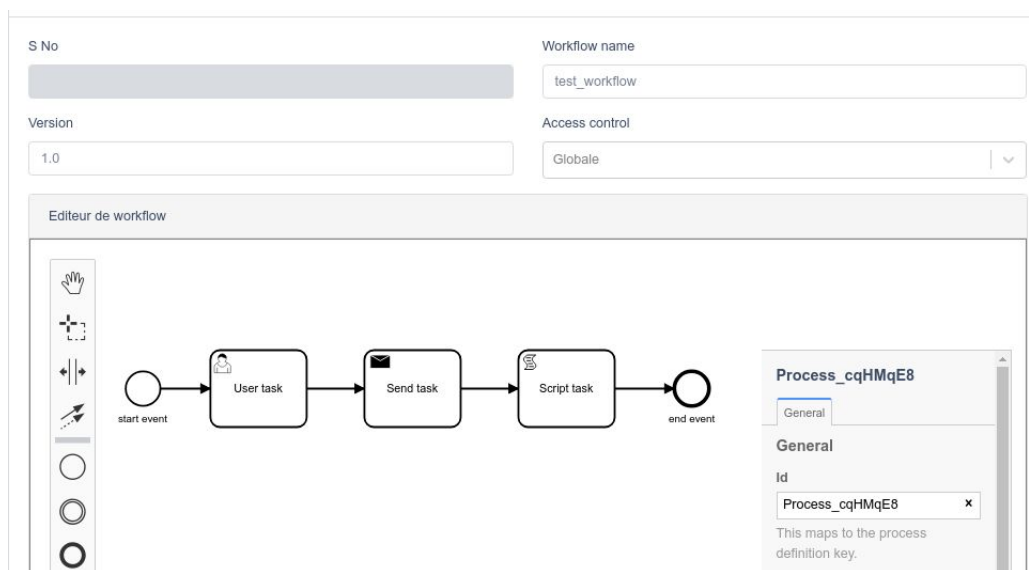 S No
Workflow name
test_workflow
Version
Access control
1.0
Globale
Editeur de workflow
User task
Send task
Script task
start event
end event
Process_cqHMqE8
General
General
Id
Process_cqHMqE8
x
This maps to the process
definition key.